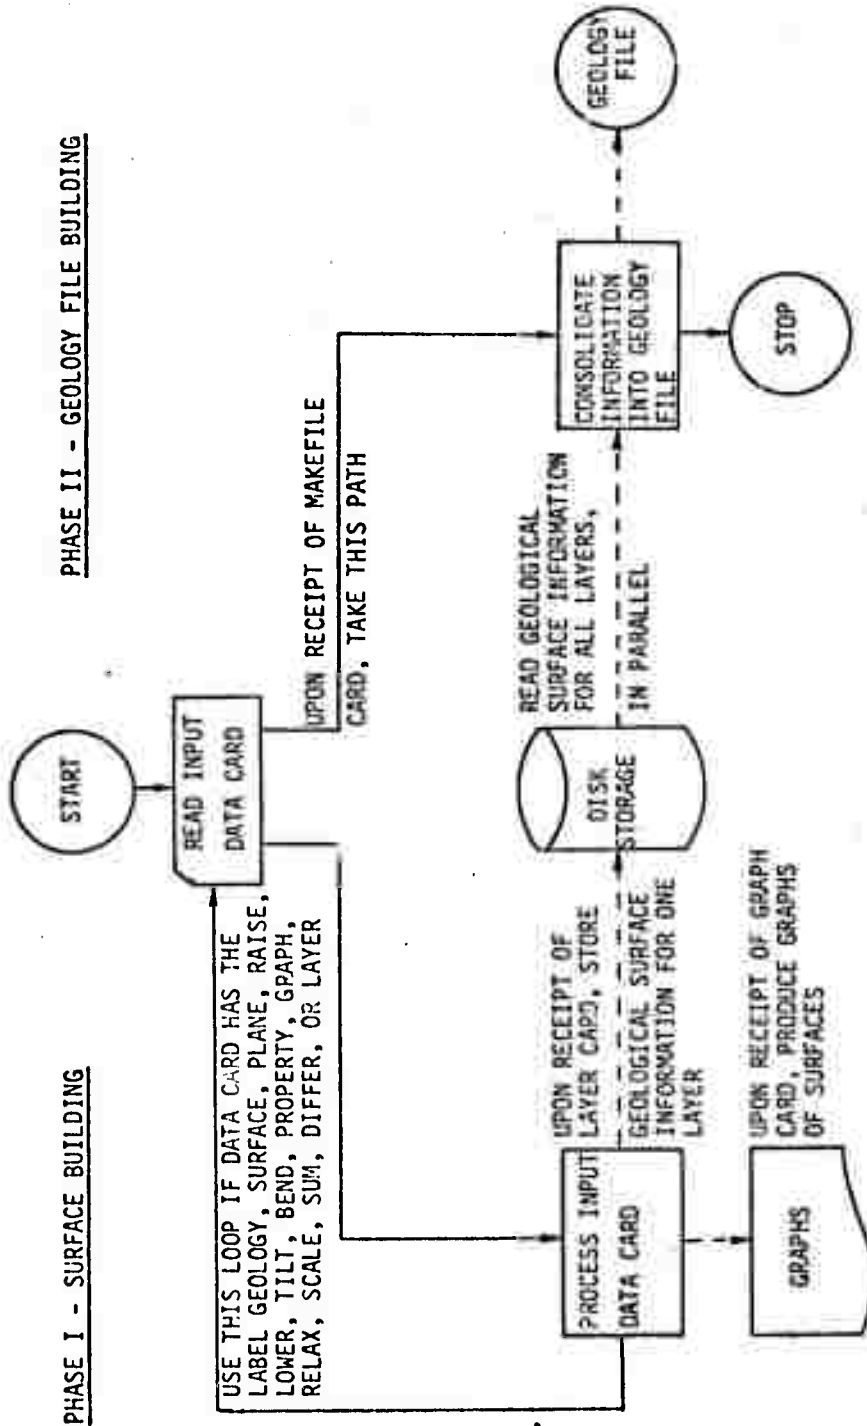 PHASE I - SURFACE BUILDING
PHASE II - GEOLOGY FILE BUILDING
START
READ INPUT
DATA CARD
USE THIS LOOP IF DATA CARD HAS THE
LABEL GEOLOGY, SURFACE, PLANE, RAISE,
LOWER, TILT, BEND, PROPERTY, GRAPH,
RELAX, SCALE, SUM, DIFFER, OR LAYER
UPON RECEIPT OF MAKEFILE
CARD, TAKE THIS PATH
PROCESS INPUT
DATA CARD
UPON RECEIPT OF
LAYER CARD, STORE
GEOLOGICAL SURFACE
INFORMATION FOR ONE
LAYER
DISK
STORAGE
READ GEOLOGICAL
SURFACE INFORMATION
FOR ALL LAYERS,
IN PARALLEL
CONSOLIDATE
INFORMATION
INTO GEOLOGY
FILE
GEOLOGY
FILE
GRAPHS
UPON RECEIPT OF GRAPH
CARD, PRODUCE GRAPHS
OF SURFACES
STOP